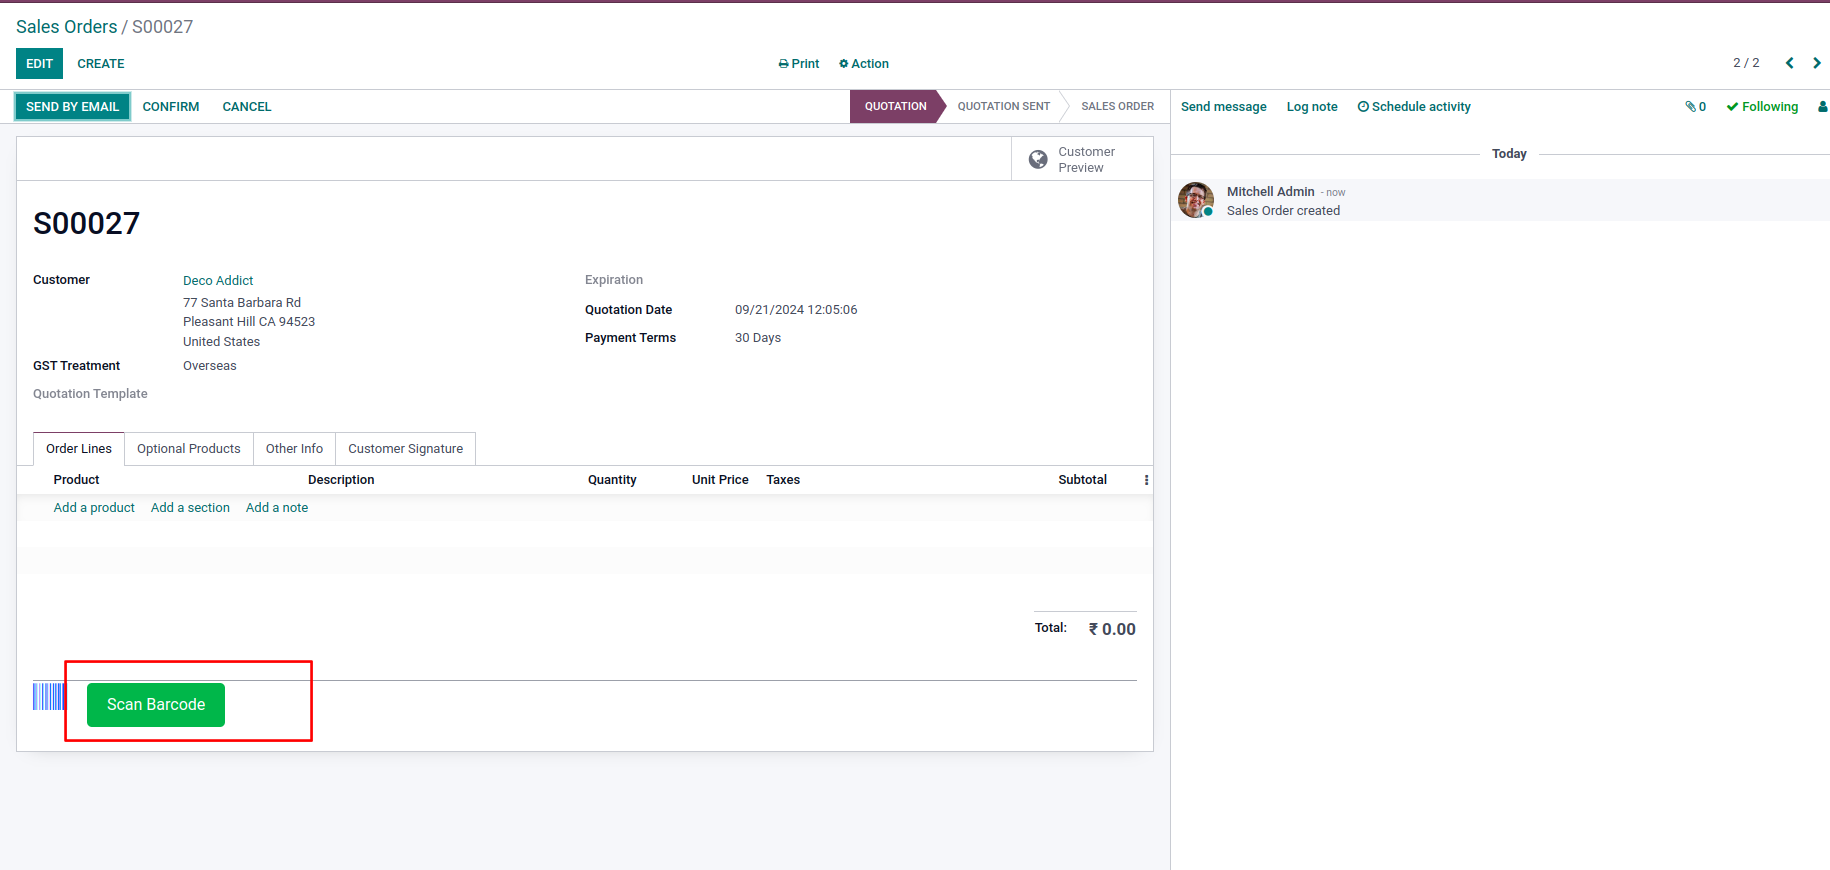 Sales Orders / S00027
EDIT CREATE
Print Action
2 / 2
SEND BY EMAIL CONFIRM CANCEL
QUOTATION QUOTATION SENT SALES ORDER
Send message Log note Schedule activity
0 Following
Customer
Preview
Today
Mitchell Admin - now
Sales Order created
S00027
Customer Deco Addict
77 Santa Barbara Rd
Pleasant Hill CA 94523
United States
GST Treatment Overseas
Quotation Template
Expiration
Quotation Date 09/21/2024 12:05:06
Payment Terms 30 Days
Order Lines Optional Products Other Info Customer Signature
Product Description Quantity Unit Price Taxes Subtotal
Add a product Add a section Add a note
Total: ₹ 0.00
Scan Barcode